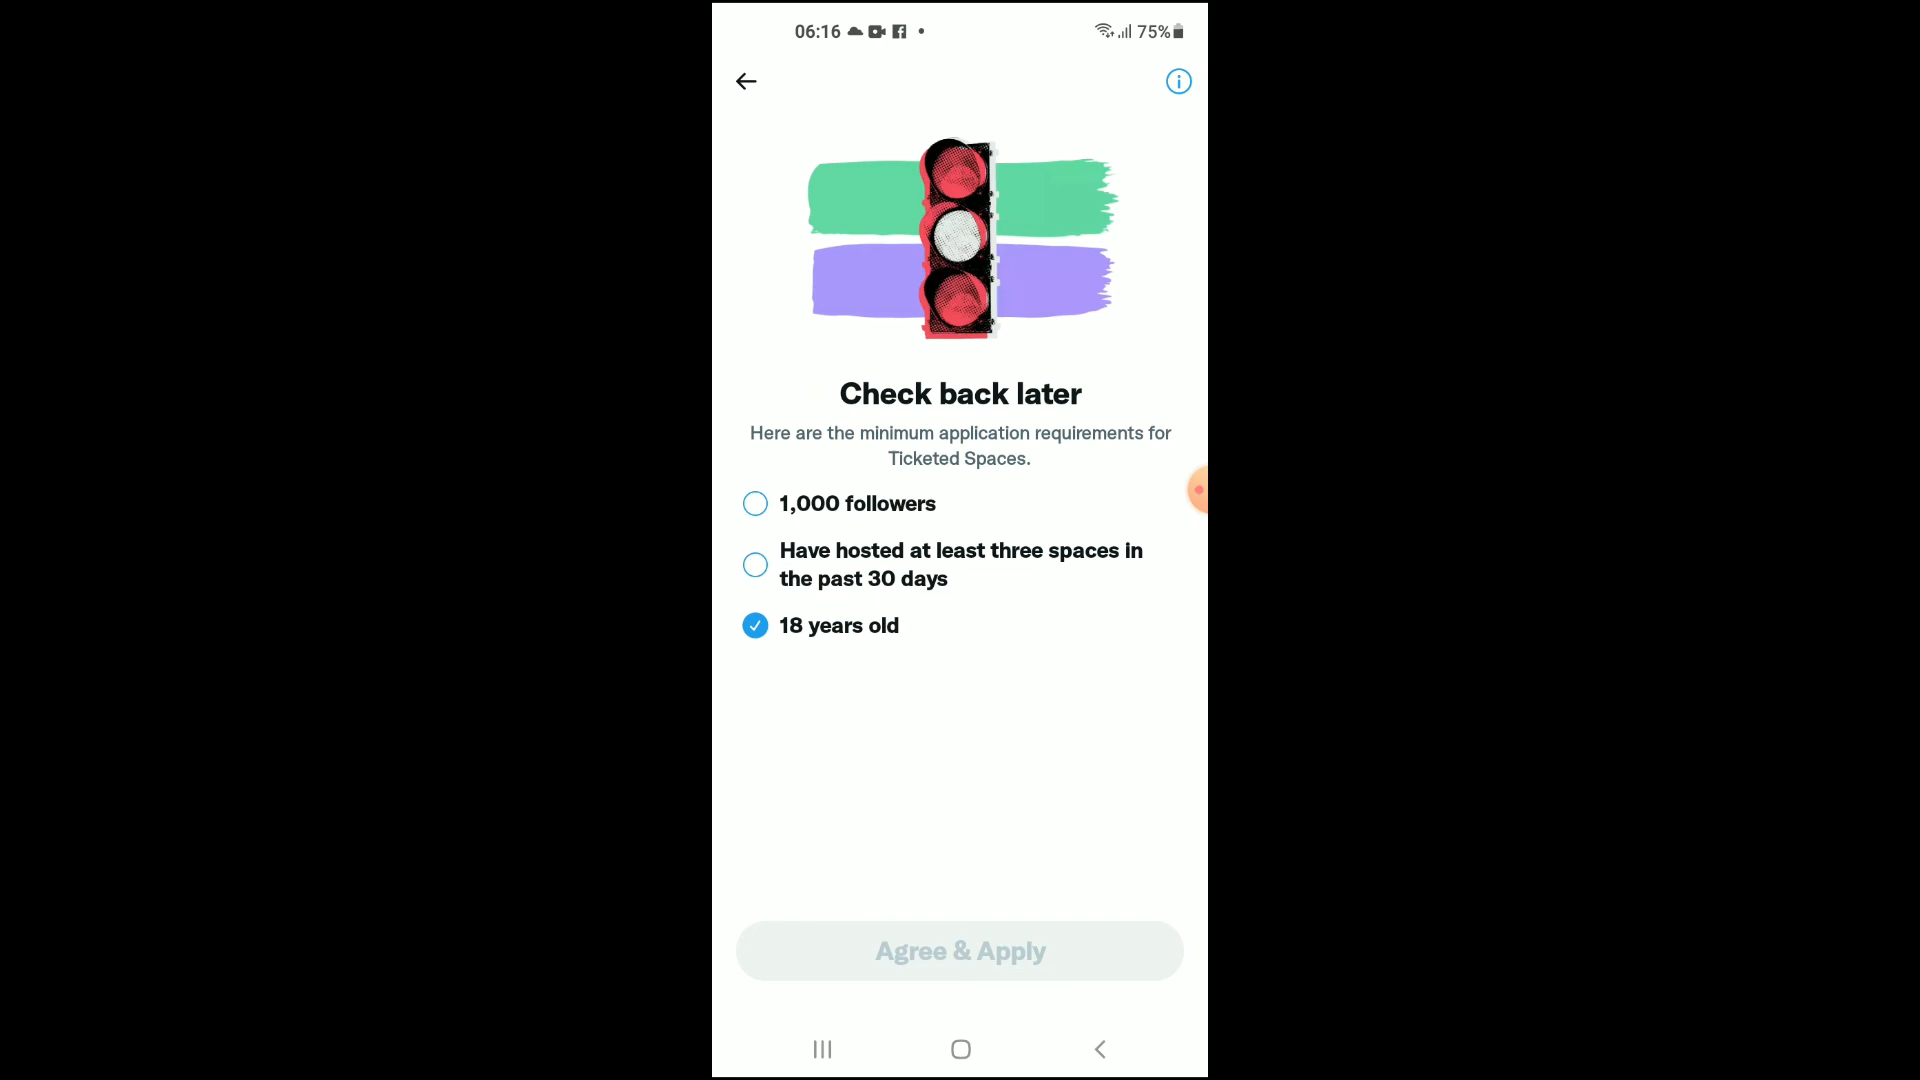 06:16
75%
Check back later
Here are the minimum application requirements for
Ticketed Spaces.
1,000 followers
Have hosted at least three spaces in
the past 30 days
18 years old
Agree & Apply